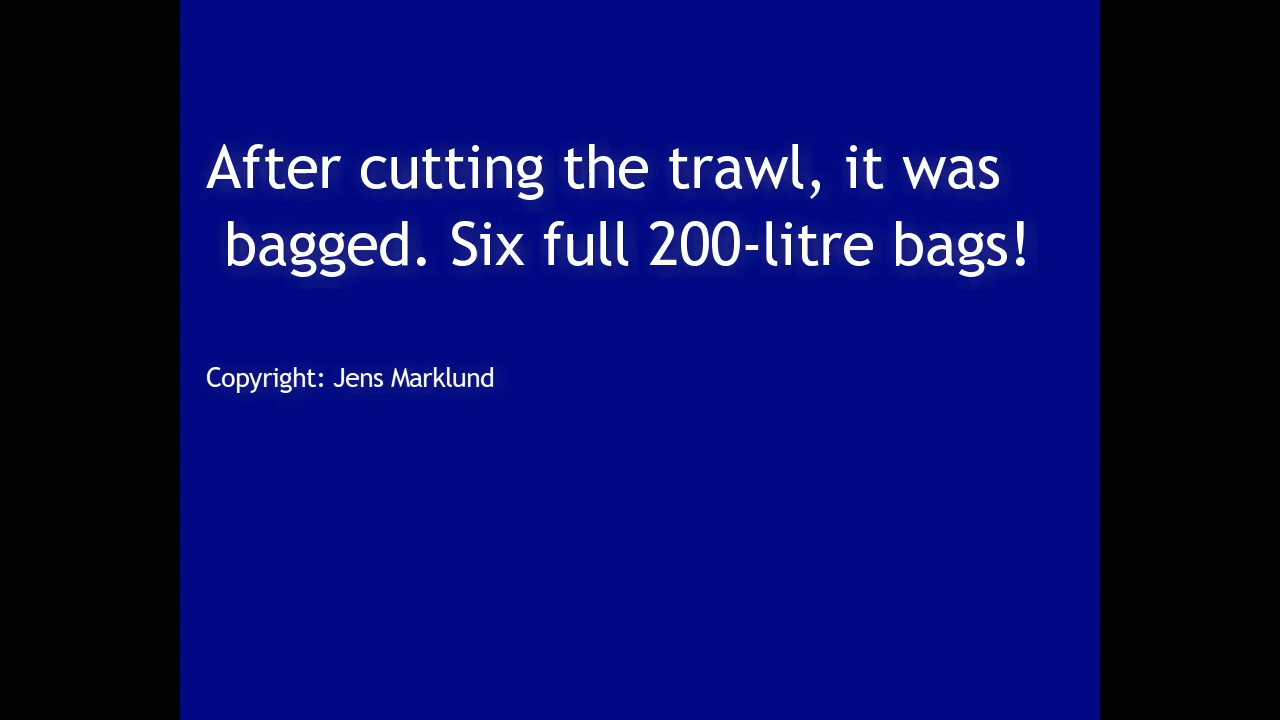 After cutting the trawl, it was
bagged. Six full 200-litre bags!
Copyright: Jens Marklund